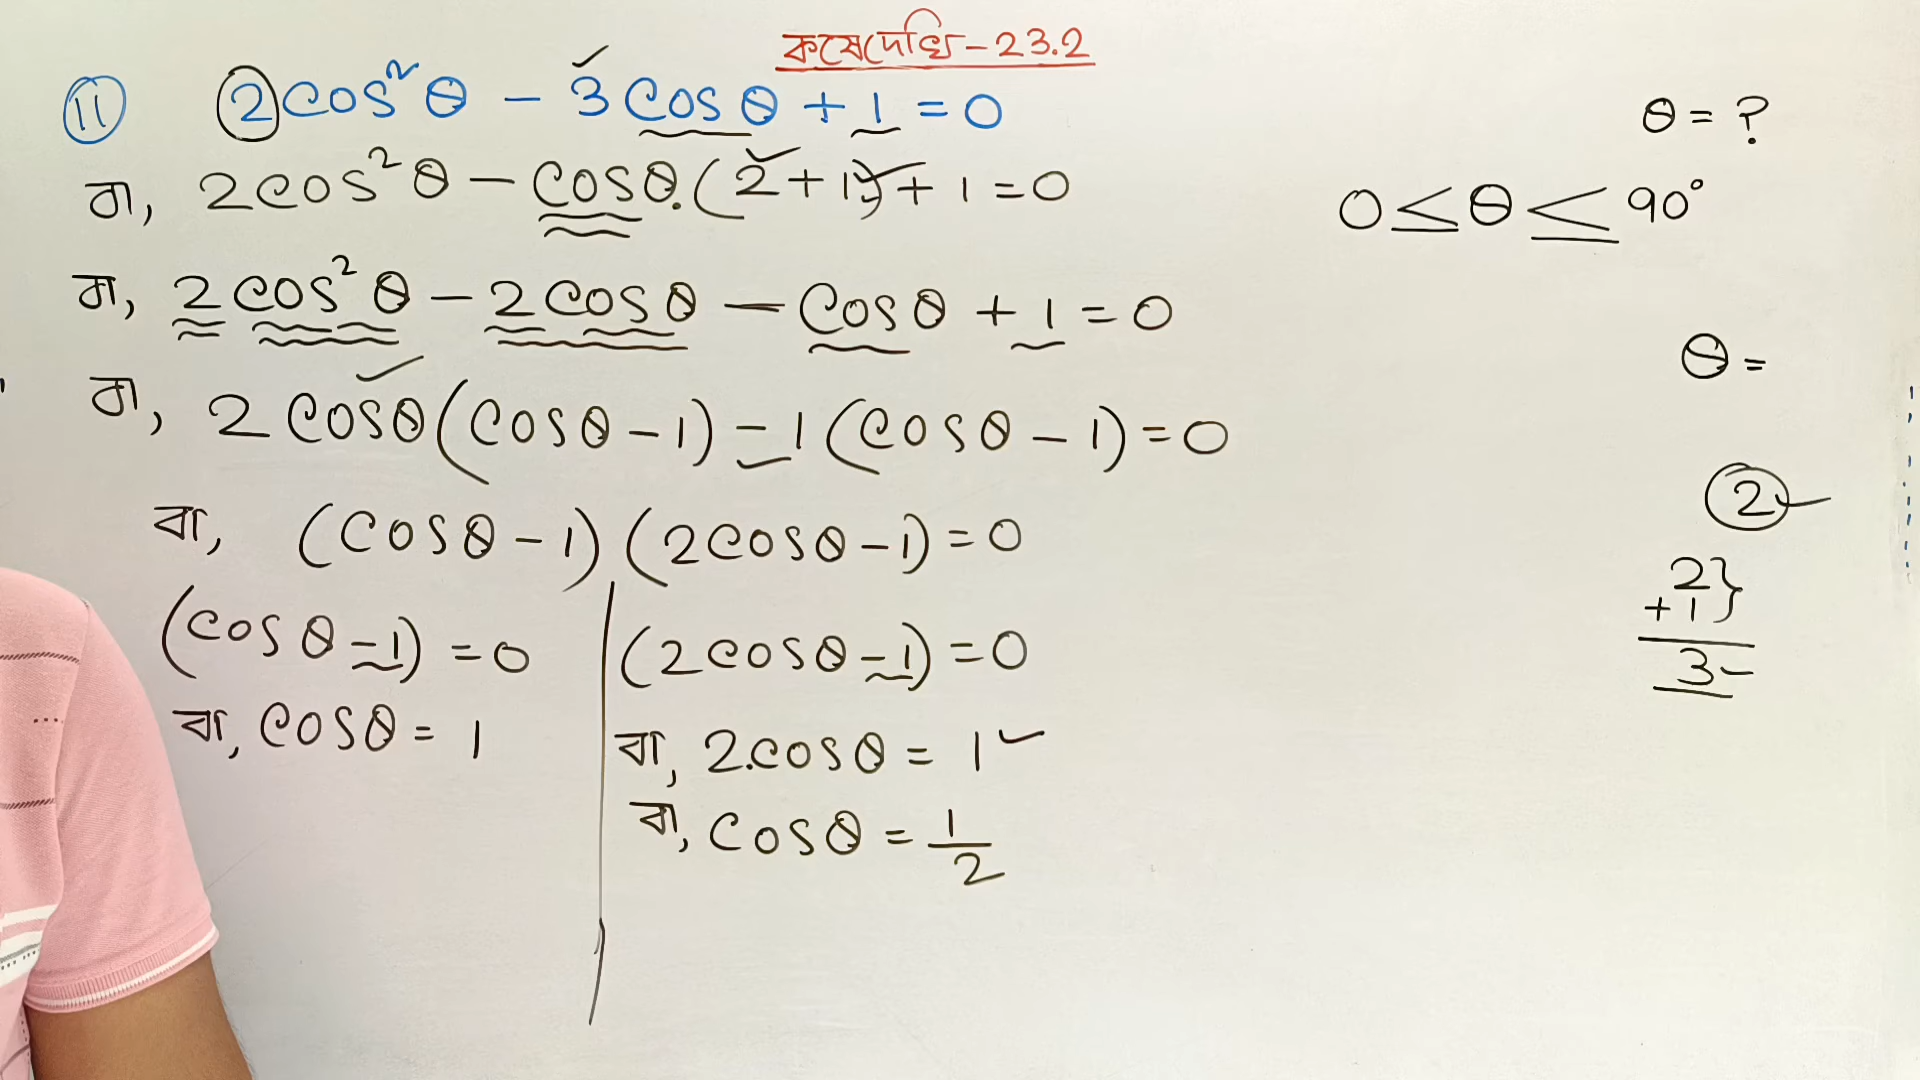 কষেদেখি-23.2
11 2cos²θ - 3cosθ + 1 = 0
বা, 2cos²θ - cosθ.(2+1) + 1 = 0
বা, 2cos²θ - 2cosθ - cosθ + 1 = 0
বা, 2cosθ(cosθ-1) - 1(cosθ-1) = 0
বা, (cosθ-1)(2cosθ-1) = 0
(cosθ-1) = 0
বা, cosθ = 1
(2cosθ-1) = 0
বা, 2.cosθ = 1
বা, cosθ = 1/2
θ = ?
0 ≤ θ ≤ 90°
θ =
2
2}
+1
3